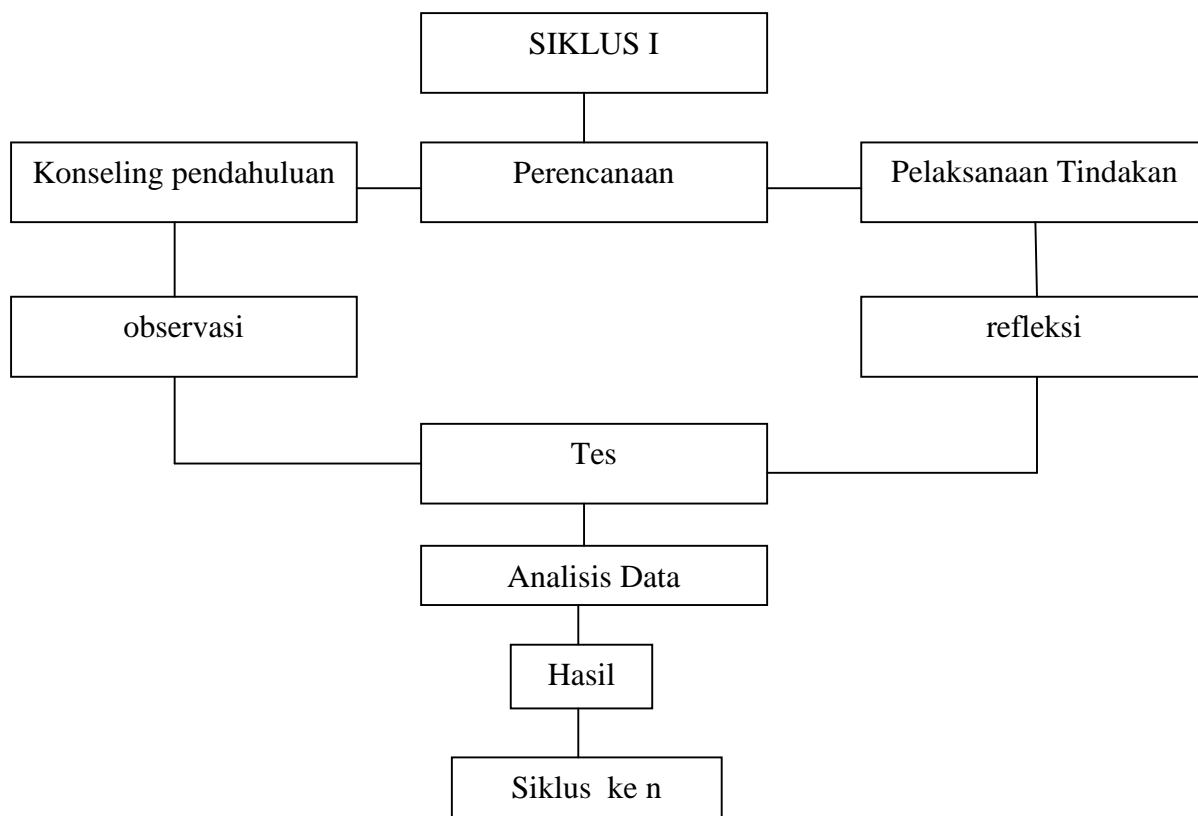 SIKLUS I
Konseling pendahuluan
Perencanaan
Pelaksanaan Tindakan
observasi
refleksi
Tes
Analisis Data
Hasil
Siklus ke n